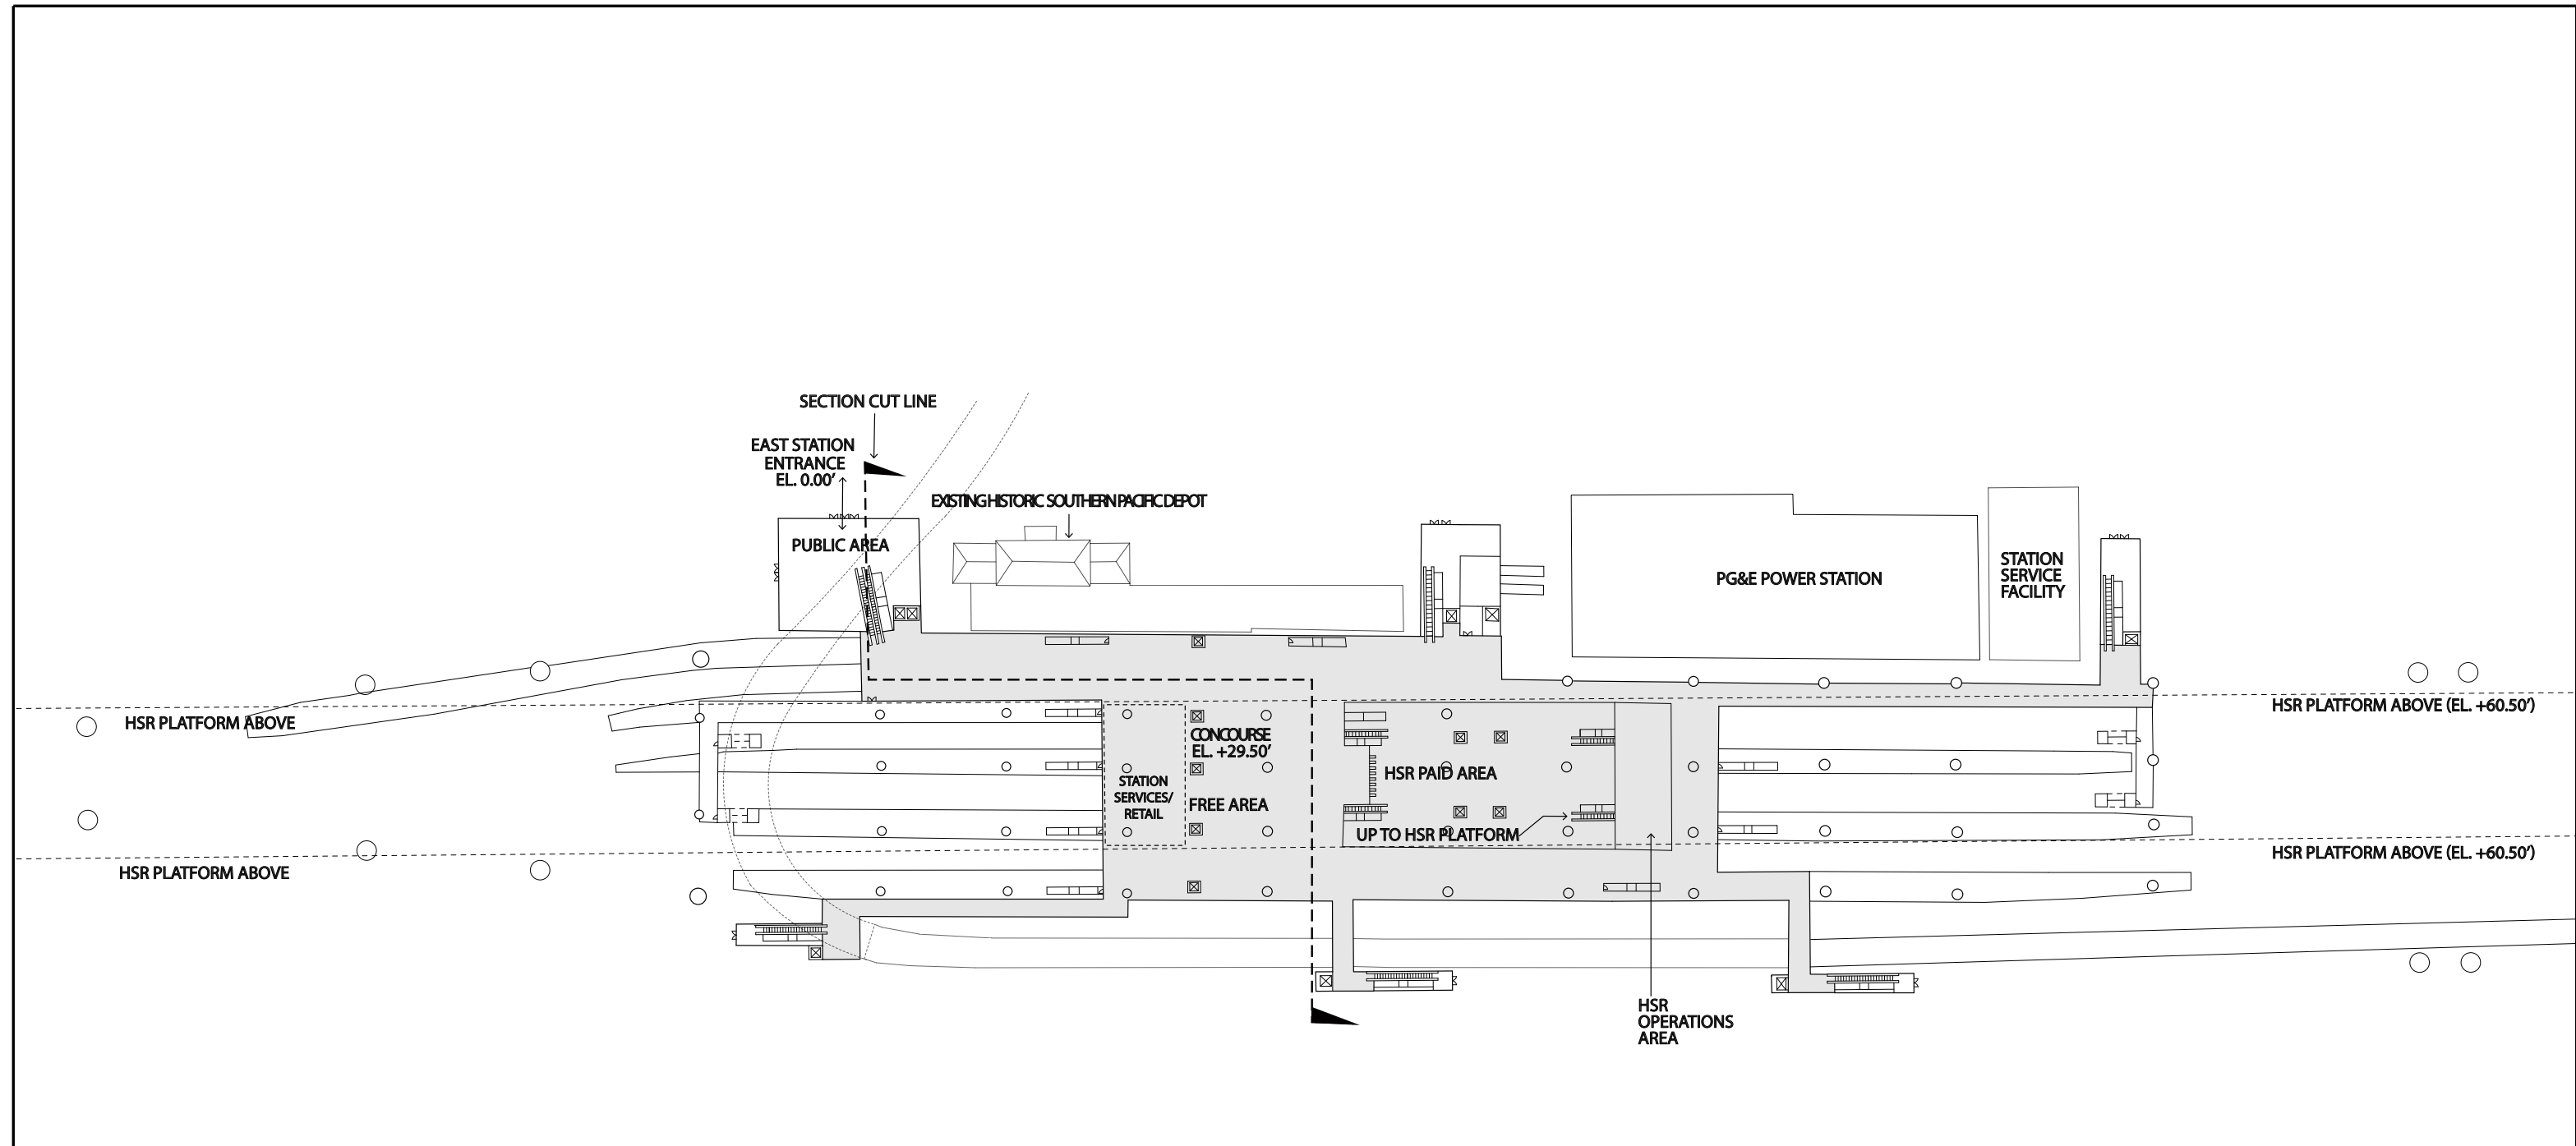 SECTION CUT LINE
EAST STATION
ENTRANCE
EL. 0.00'
EXISTING HISTORIC SOUTHERN PACIFIC DEPOT
PUBLIC AREA
PG&E POWER STATION
STATION
SERVICE
FACILITY
HSR PLATFORM ABOVE
HSR PLATFORM ABOVE (EL. +60.50')
CONCOURSE
EL. +29.50'
HSR PAID AREA
STATION
SERVICES/
RETAIL
FREE AREA
UP TO HSR PLATFORM
HSR PLATFORM ABOVE
HSR PLATFORM ABOVE (EL. +60.50')
HSR
OPERATIONS
AREA